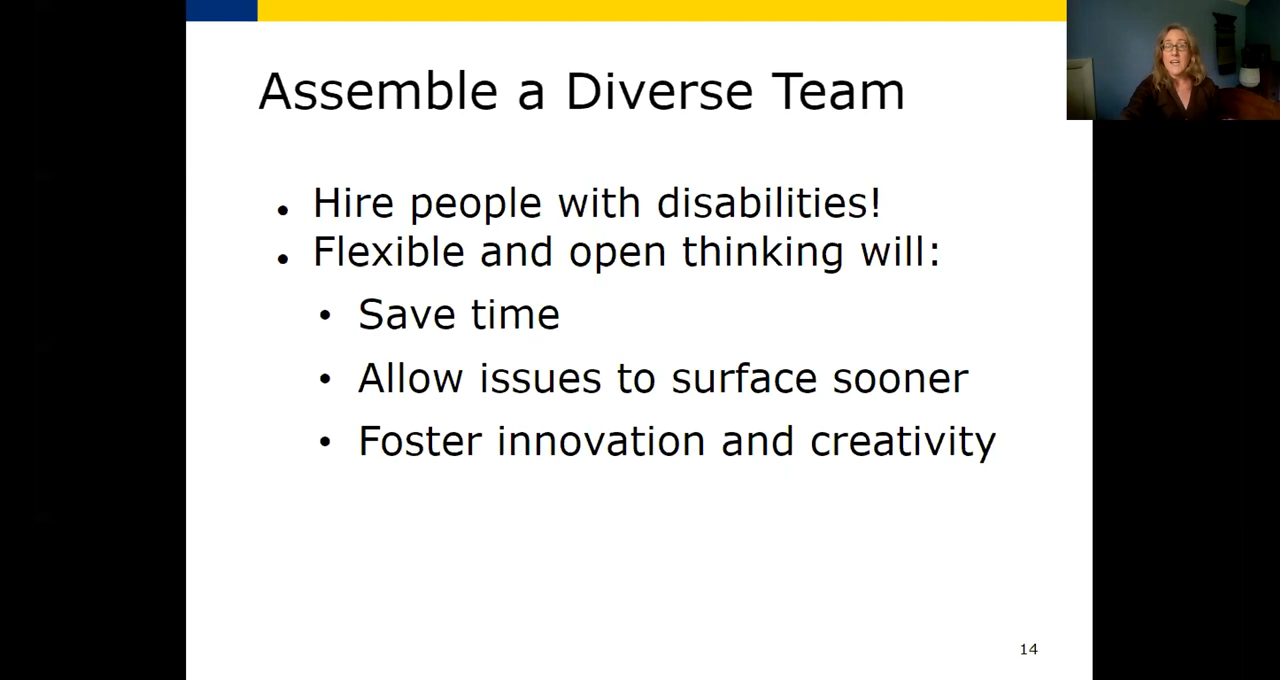 Assemble a Diverse Team
• Hire people with disabilities!
• Flexible and open thinking will:
• Save time
• Allow issues to surface sooner
• Foster innovation and creativity
14